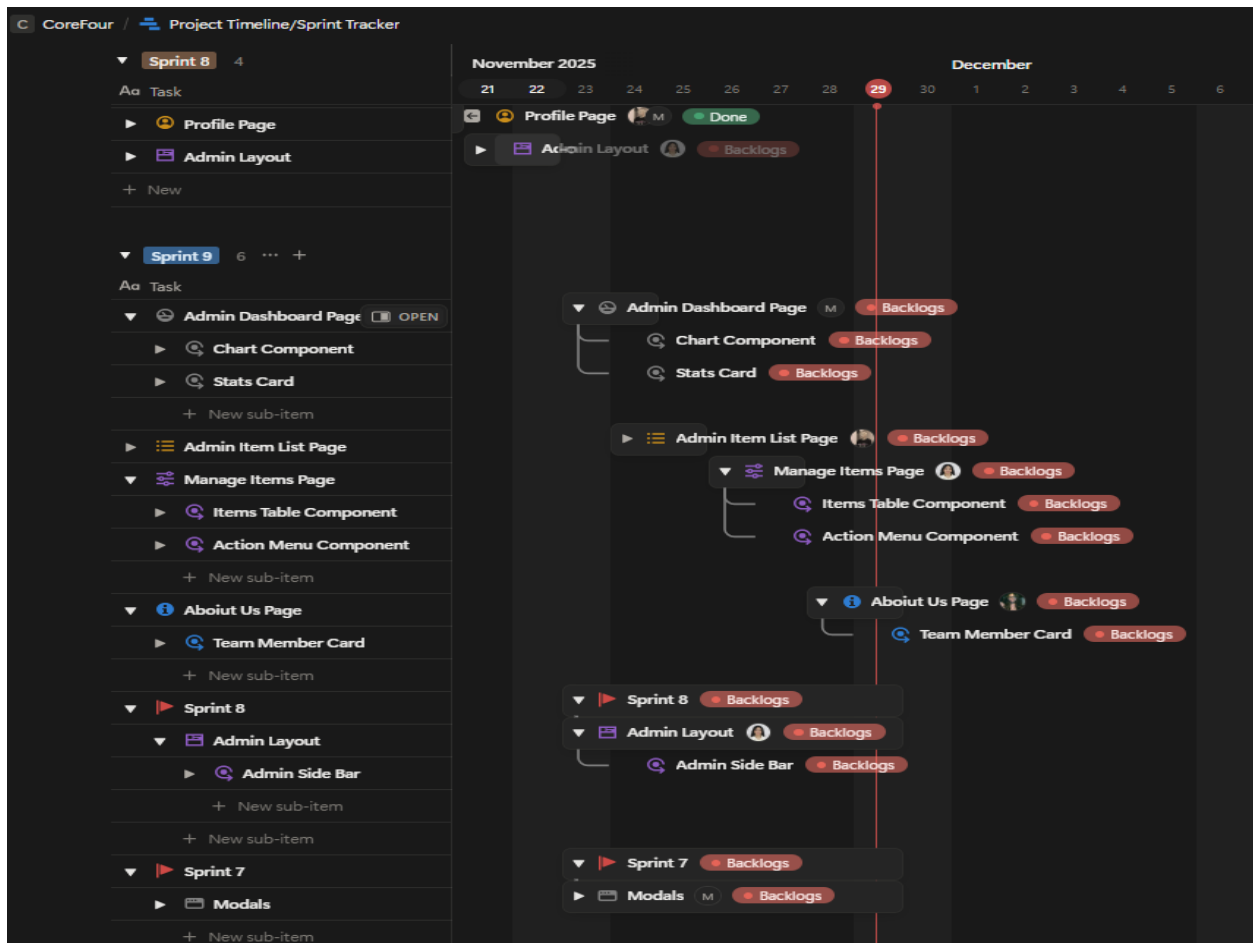 C CoreFour / Project Timeline/Sprint Tracker
Sprint 8 4
November 2025 December
Aa Task
21 22 23 24 25 26 27 28 29 30 1 2 3 4 5 6
Profile Page
Profile Page M Done
Admin Layout
Admin Layout Backlogs
+ New
Sprint 9 6 ... +
Aa Task
Admin Dashboard Page OPEN
Admin Dashboard Page M Backlogs
Chart Component
Chart Component Backlogs
Stats Card
Stats Card Backlogs
+ New sub-item
Admin Item List Page
Admin Item List Page Backlogs
Manage Items Page
Manage Items Page Backlogs
Items Table Component
Items Table Component Backlogs
Action Menu Component
Action Menu Component Backlogs
+ New sub-item
Aboiut Us Page
Aboiut Us Page Backlogs
Team Member Card
Team Member Card Backlogs
+ New sub-item
Sprint 8
Sprint 8 Backlogs
Admin Layout
Admin Layout Backlogs
Admin Side Bar
Admin Side Bar Backlogs
+ New sub-item
+ New sub-item
Sprint 7
Sprint 7 Backlogs
Modals
Modals M Backlogs
+ New sub-item